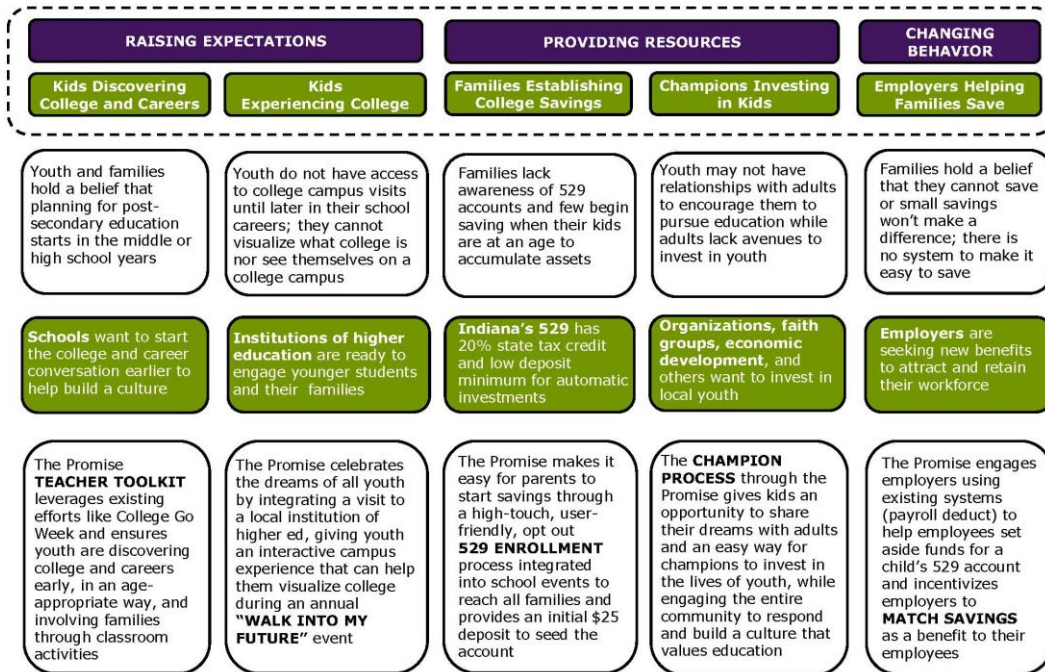 RAISING EXPECTATIONS
PROVIDING RESOURCES
CHANGING
BEHAVIOR
Kids Discovering
College and Careers
Kids
Experiencing College
Families Establishing
College Savings
Champions Investing
in Kids
Employers Helping
Families Save
Youth and families
hold a belief that
planning for post-
secondary education
starts in the middle or
high school years
Youth do not have access
to college campus visits
until later in their school
careers; they cannot
visualize what college is
nor see themselves on a
college campus
Families lack
awareness of 529
accounts and few begin
saving when their kids
are at an age to
accumulate assets
Youth may not have
relationships with adults
to encourage them to
pursue education while
adults lack avenues to
invest in youth
Families hold a belief
that they cannot save
or small savings
won't make a
difference; there is
no system to make it
easy to save
Schools want to start
the college and career
conversation earlier to
help build a culture
Institutions of higher
education are ready to
engage younger students
and their families
Indiana's 529 has
20% state tax credit
and low deposit
minimum for automatic
investments
Organizations, faith
groups, economic
development, and
others want to invest in
local youth
Employers are
seeking new benefits
to attract and retain
their workforce
The Promise
TEACHER TOOLKIT
leverages existing
efforts like College Go
Week and ensures
youth are discovering
college and careers
early, in an age-
appropriate way, and
involving families
through classroom
activities
The Promise celebrates
the dreams of all youth
by integrating a visit to
a local institution of
higher ed, giving youth
an interactive campus
experience that can help
them visualize college
during an annual
"WALK INTO MY
FUTURE" event
The Promise makes it
easy for parents to
start savings through
a high-touch, user-
friendly, opt out
529 ENROLLMENT
process integrated
into school events to
reach all families and
provides an initial $25
deposit to seed the
account
The CHAMPION
PROCESS through the
Promise gives kids an
opportunity to share
their dreams with adults
and an easy way for
champions to invest
in the lives of youth, while
engaging the entire
community to respond
and build a culture that
values education
The Promise engages
employers using
existing systems
(payroll deduct) to
help employees set
aside funds for a
child's 529 account
and incentivizes
employers to
MATCH SAVINGS
as a benefit to their
employees